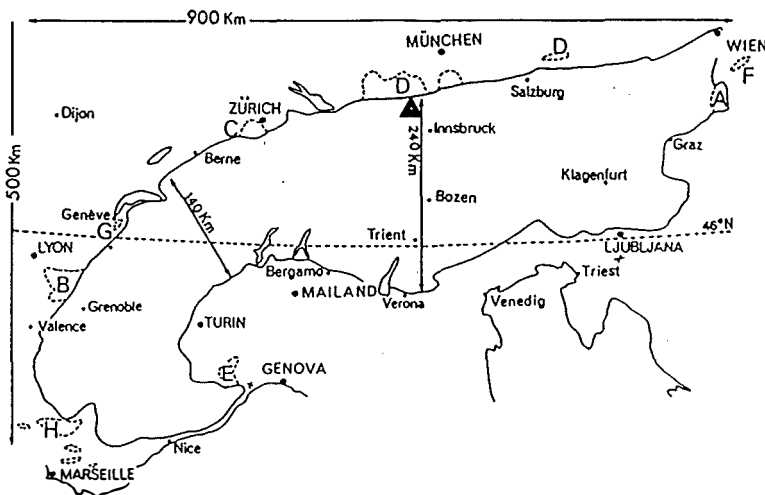 900 Km
MÜNCHEN
WIEN
D
F
Salzburg
D
A
Dijon
ZÜRICH
C
Innsbruck
240 Km
Berne
Graz
500 Km
Klagenfurt
Bozen
140 Km
Genève
G
46°N
Trient
LYON
LJUBLJANA
Bergamo
Triest
B
MAILAND
Verona
Venedig
Grenoble
Valence
TURIN
E
GENOVA
H
Nice
MARSEILLE